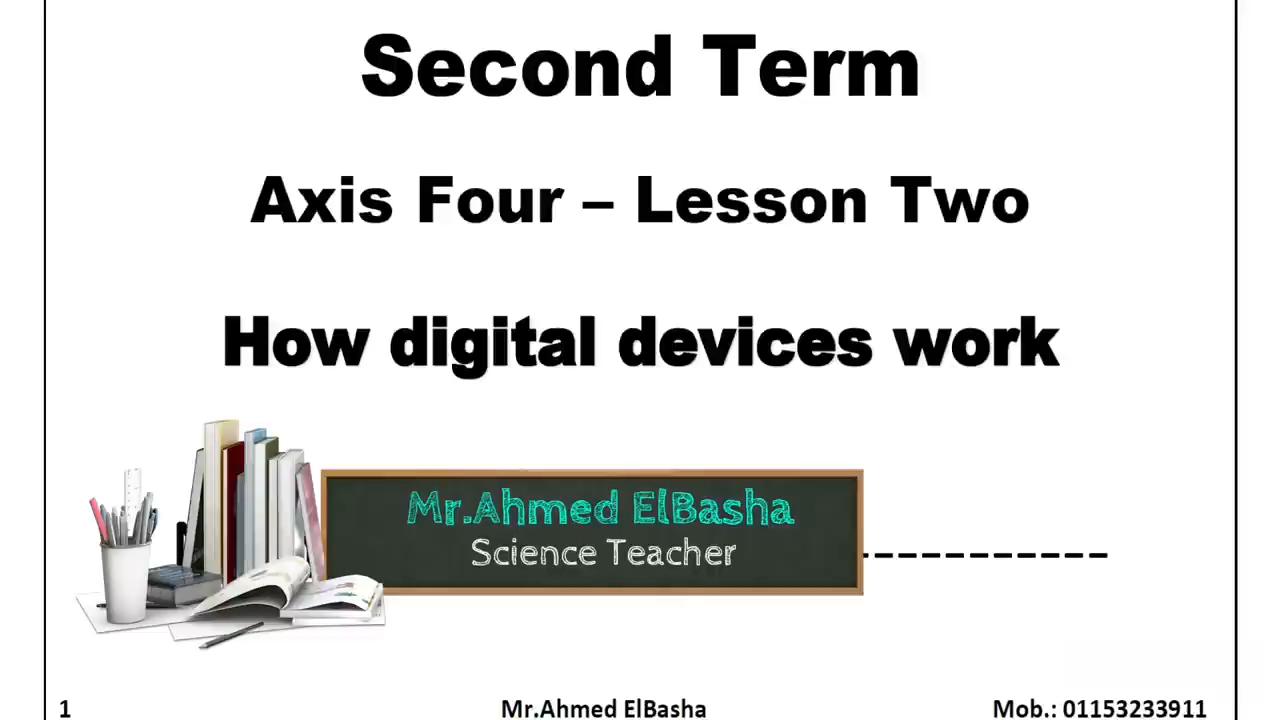 Second Term
Axis Four – Lesson Two
How digital devices work
Mr.Ahmed ElBasha
Science Teacher
1
Mr.Ahmed ElBasha
Mob.: 01153233911